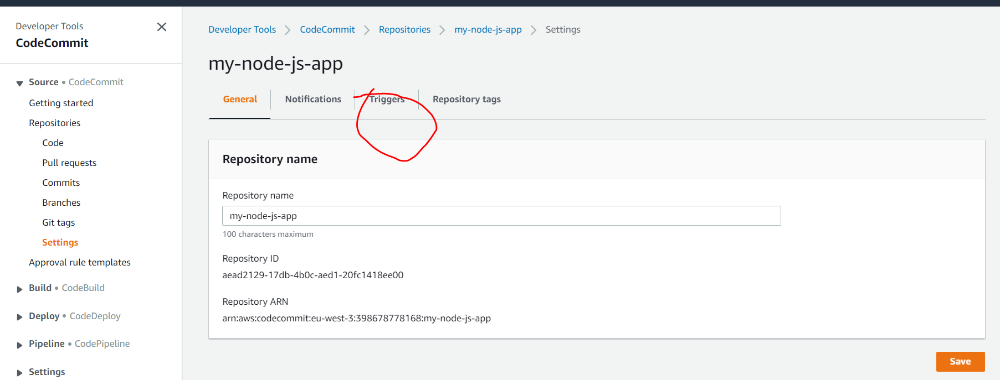 Developer Tools
CodeCommit
Source • CodeCommit
Getting started
Repositories
Code
Pull requests
Commits
Branches
Git tags
Settings
Approval rule templates
Build • CodeBuild
Deploy • CodeDeploy
Pipeline • CodePipeline
Settings
Developer Tools > CodeCommit > Repositories > my-node-js-app > Settings
my-node-js-app
General Notifications Triggers Repository tags
Repository name
Repository name
my-node-js-app
100 characters maximum
Repository ID
aead2129-17db-4b0c-aed1-20fc1418ee00
Repository ARN
arn:aws:codecommit:eu-west-3:398678778168:my-node-js-app
Save